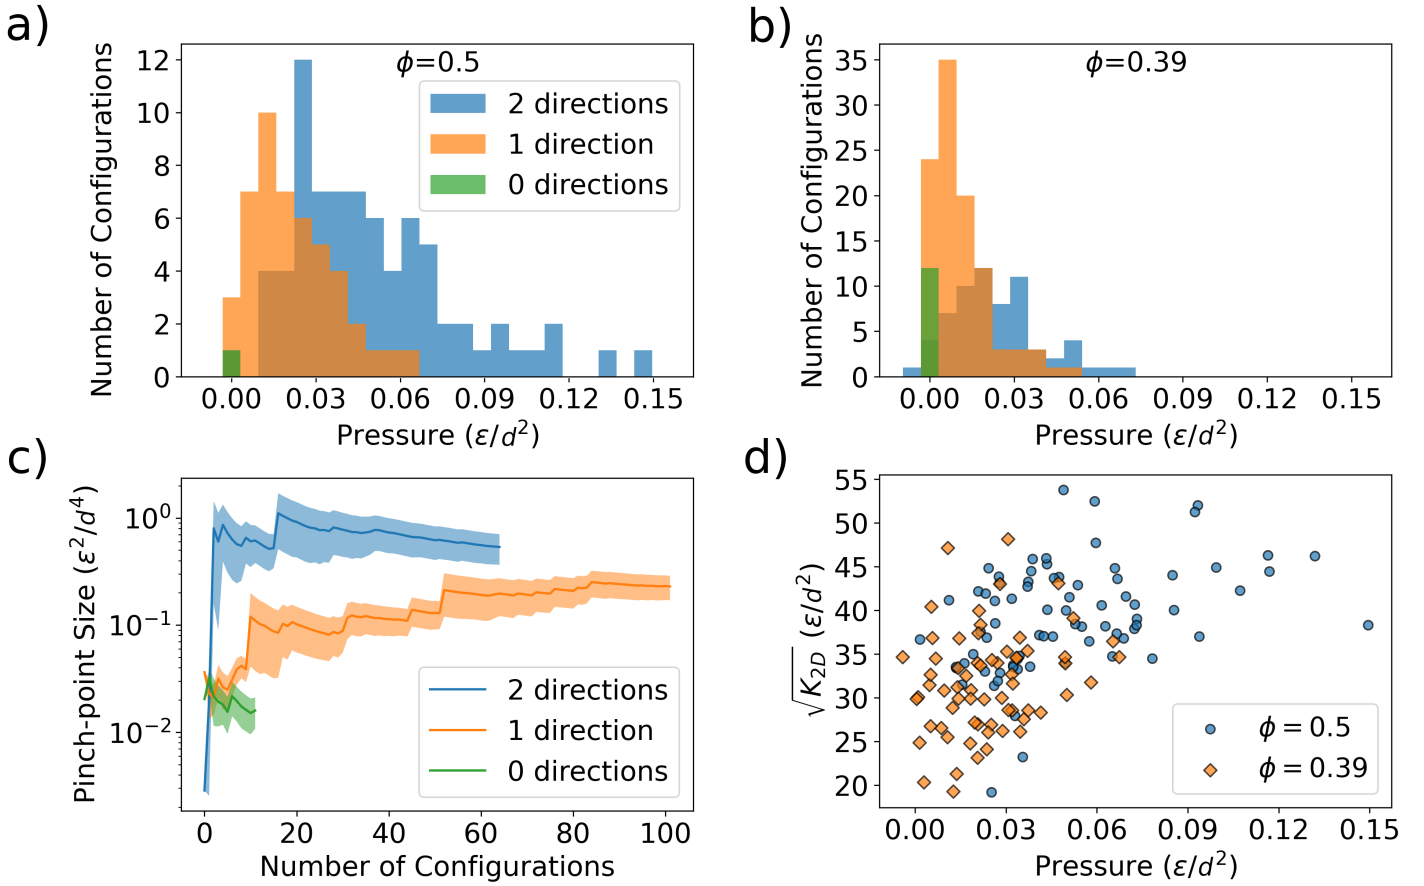 a)
Number of Configurations
12
10
8
6
4
2
0
ϕ=0.5
2 directions
1 direction
0 directions
0.00 0.03 0.06 0.09 0.12 0.15
Pressure (ε/d²)
b)
Number of Configurations
35
30
25
20
15
10
5
0
ϕ=0.39
0.00 0.03 0.06 0.09 0.12 0.15
Pressure (ε/d²)
c)
Pinch-point Size (ε²/d⁴)
10⁰
10⁻¹
10⁻²
2 directions
1 direction
0 directions
0 20 40 60 80 100
Number of Configurations
d)
√K₂D (ε/d²)
55
50
45
40
35
30
25
20
ϕ = 0.5
ϕ = 0.39
0.00 0.03 0.06 0.09 0.12 0.15
Pressure (ε/d²)